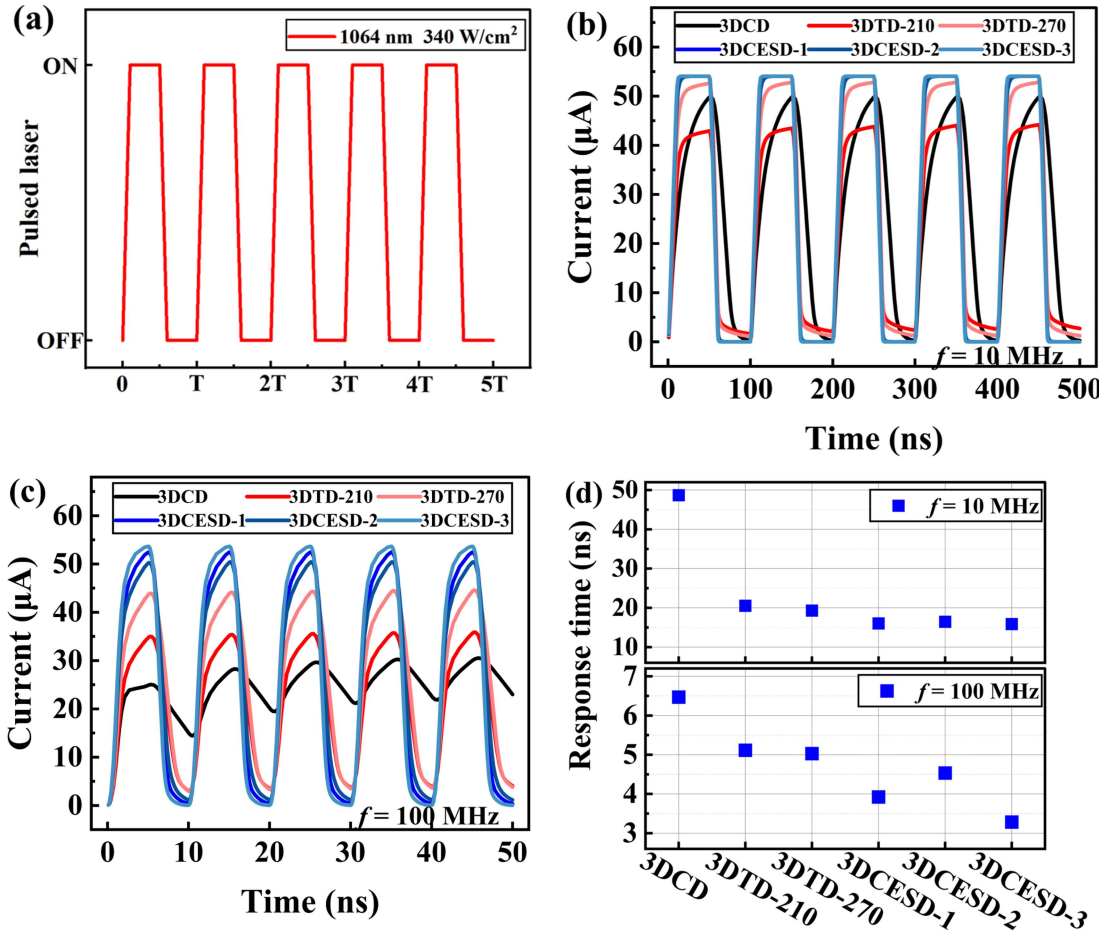 (a)
1064 nm 340 W/cm²
ON
OFF
Pulsed laser
0 T 2T 3T 4T 5T
(b)
3DCD 3DTD-210 3DTD-270
3DCESD-1 3DCESD-2 3DCESD-3
60
50
40
30
20
10
0
Current (μA)
f = 10 MHz
0 100 200 300 400 500
Time (ns)
(c)
3DCD 3DTD-210 3DTD-270
3DCESD-1 3DCESD-2 3DCESD-3
60
50
40
30
20
10
0
Current (μA)
f = 100 MHz
0 10 20 30 40 50
Time (ns)
(d)
50
40
30
20
10
f = 10 MHz
7
6
5
4
3
f = 100 MHz
Response time (ns)
3DCD
3DTD-210
3DTD-270
3DCESD-1
3DCESD-2
3DCESD-3